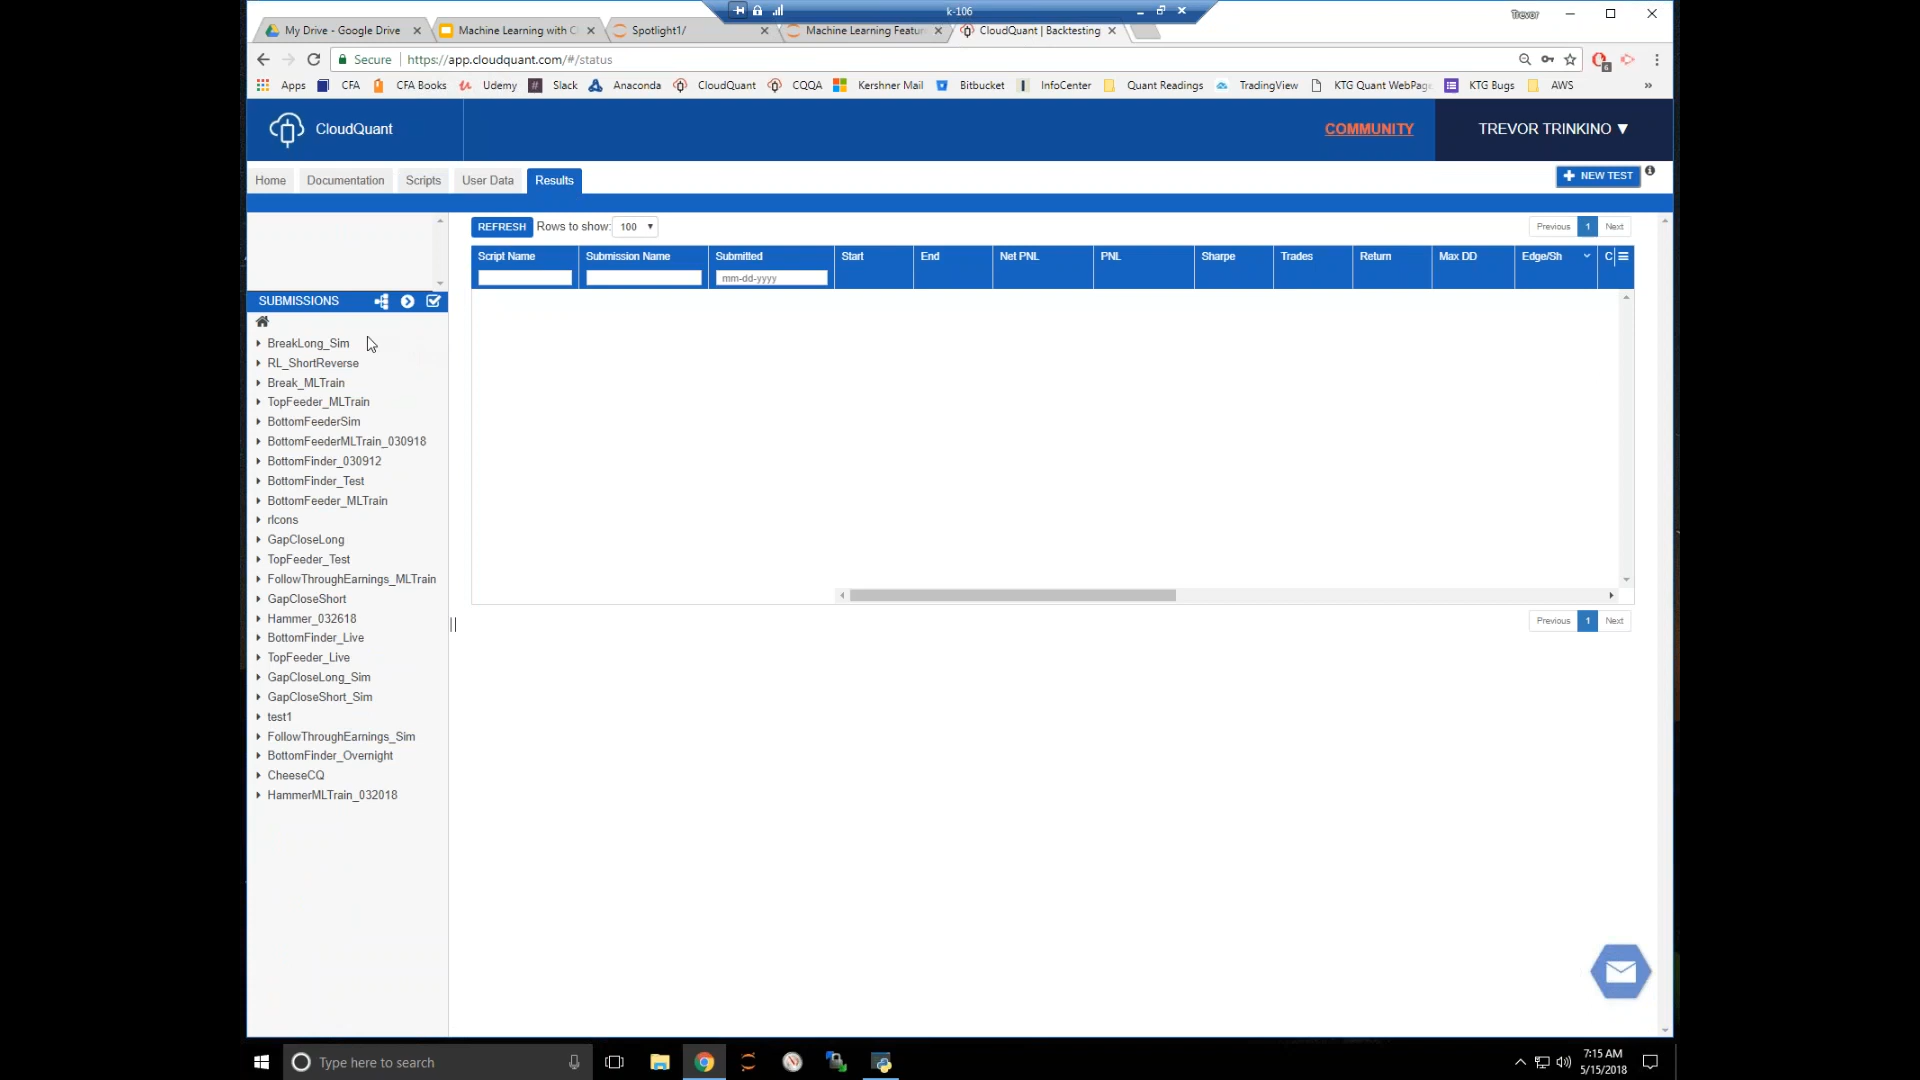 k-106
Trevor
My Drive - Google Drive
Machine Learning with C
Spotlight1/
Machine Learning Featur
CloudQuant | Backtesting
Secure
https://app.cloudquant.com/#/status
6
Apps
CFA
CFA Books
Udemy
Slack
Anaconda
CloudQuant
CQQA
Kershner Mail
Bitbucket
InfoCenter
Quant Readings
TradingView
KTG Quant WebPag
KTG Bugs
AWS
»
CloudQuant
COMMUNITY
TREVOR TRINKINO ▼
Home
Documentation
Scripts
User Data
Results
NEW TEST
REFRESH
Rows to show:
100
Previous
1
Next
Script Name
Submission Name
Submitted
Start
End
Net PNL
PNL
Sharpe
Trades
Return
Max DD
Edge/Sh
C
mm-dd-yyyy
SUBMISSIONS
BreakLong_Sim
RL_ShortReverse
Break_MLTrain
TopFeeder_MLTrain
BottomFeederSim
BottomFeederMLTrain_030918
BottomFinder_030912
BottomFinder_Test
BottomFeeder_MLTrain
rlcons
GapCloseLong
TopFeeder_Test
FollowThroughEarnings_MLTrain
GapCloseShort
Hammer_032618
BottomFinder_Live
TopFeeder_Live
GapCloseLong_Sim
GapCloseShort_Sim
test1
FollowThroughEarnings_Sim
BottomFinder_Overnight
CheeseCQ
HammerMLTrain_032018
Previous
1
Next
Type here to search
7:15 AM
5/15/2018